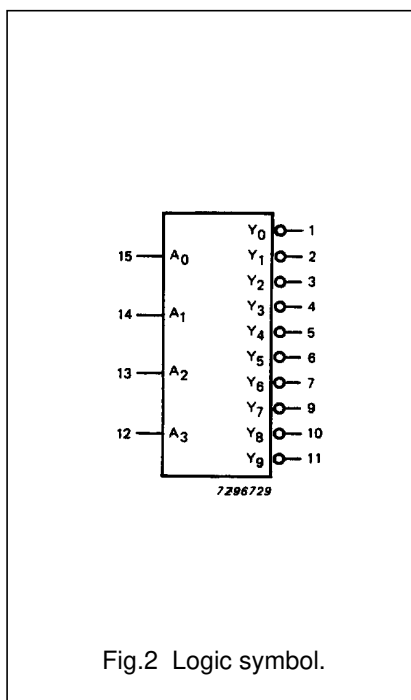 Y0 1
15 A0 Y1 2
Y2 3
14 A1 Y3 4
Y4 5
13 A2 Y5 6
Y6 7
Y7 9
12 A3 Y8 10
Y9 11
7Z96729
Fig.2 Logic symbol.